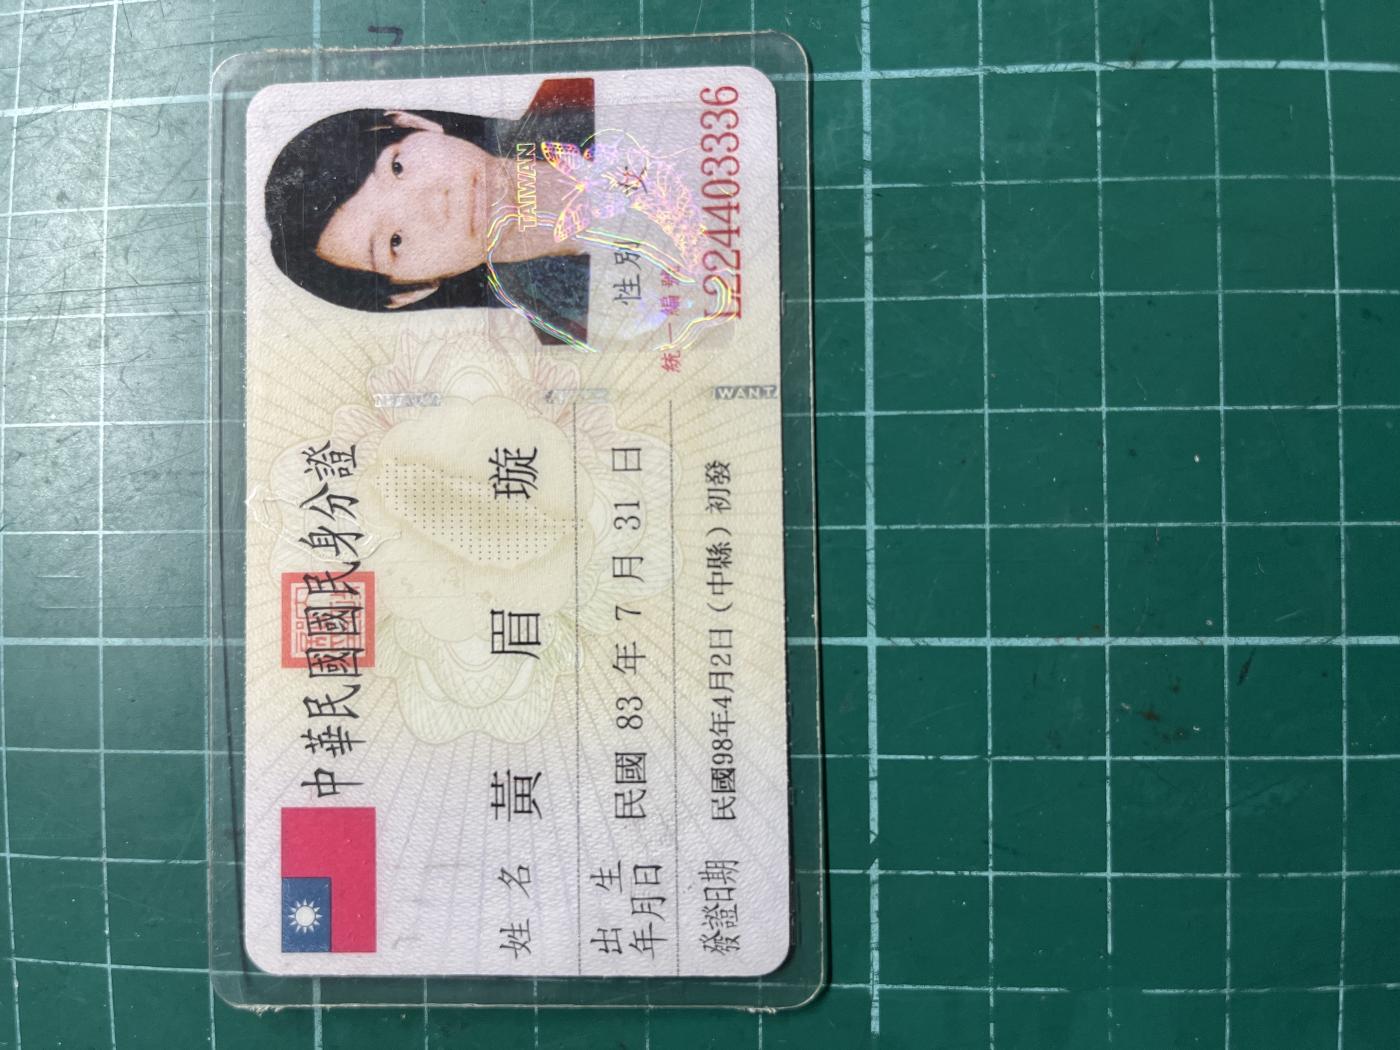 中華民國國民身分證
姓名 黃眉璇
出生年月日 民國 83 年 7 月 31 日
性別 女
發證日期 民國98年4月2日（中縣）初發
統一編號
L224403336
TAIWAN
WANT